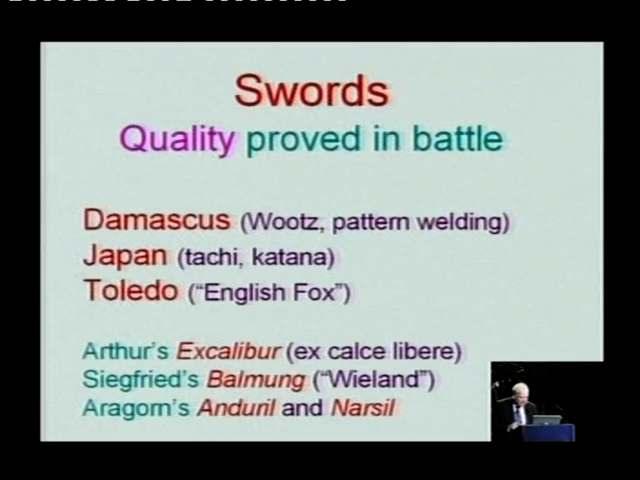 Swords
Quality proved in battle
Damascus (Wootz, pattern welding)
Japan (tachi, katana)
Toledo (“English Fox”)
Arthur’s Excalibur (ex calce libere)
Siegfried’s Balmung (“Wieland”)
Aragorn’s Anduril and Narsil